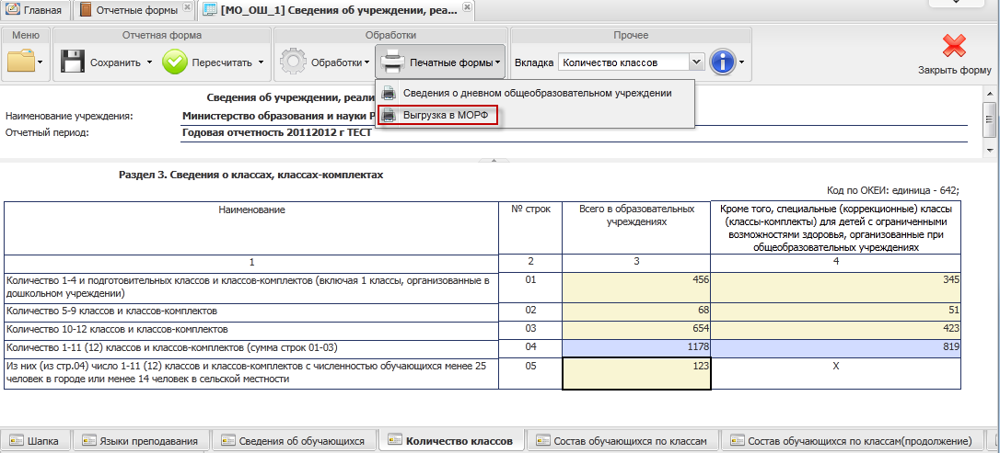 Главная
Отчетные формы
[МО_ОШ_1] Сведения об учреждении, реа...
Меню
Отчетная форма
Обработки
Прочее
Сохранить
Пересчитать
Обработки
Печатные формы
Вкладка
Количество классов
Закрыть форму
Сведения о дневном общеобразовательном учреждении
Выгрузка в МОРФ
Сведения об учреждении, реали
Наименование учреждения:
Министерство образования и науки Р
Отчетный период:
Годовая отчетность 20112012 г ТЕСТ
Раздел 3. Сведения о классах, классах-комплектах
Код по ОКЕИ: единица - 642;
Наименование
№ строк
Всего в образовательных
учреждениях
Кроме того, специальные (коррекционные) классы
(классы-комплекты) для детей с ограниченными
возможностями здоровья, организованные при
общеобразовательных учреждениях
1 2 3 4
Количество 1-4 и подготовительных классов и классов-комплектов (включая 1 классы, организованные в
дошкольном учреждении)
01 456 345
Количество 5-9 классов и классов-комплектов 02 68 51
Количество 10-12 классов и классов-комплектов 03 654 423
Количество 1-11 (12) классов и классов-комплектов (сумма строк 01-03) 04 1178 819
Из них (из стр.04) число 1-11 (12) классов и классов-комплектов с численностью обучающихся менее 25
человек в городе или менее 14 человек в сельской местности
05 123 X
Шапка
Языки преподавания
Сведения об обучающихся
Количество классов
Состав обучающихся по классам
Состав обучающихся по классам(продолжение)